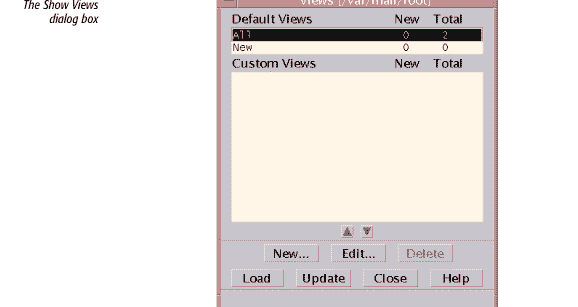 The Show Views
dialog box
Views [/var/mail/root]
Default Views New Total
All 0 2
New 0 0
Custom Views New Total
New... Edit... Delete
Load Update Close Help